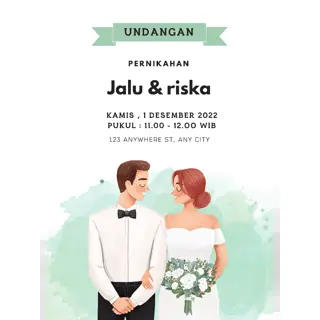 UNDANGAN
PERNIKAHAN
Jalu & riska
KAMIS , 1 DESEMBER 2022
PUKUL : 11.00 - 12.00 WIB
123 ANYWHERE ST, ANY CITY